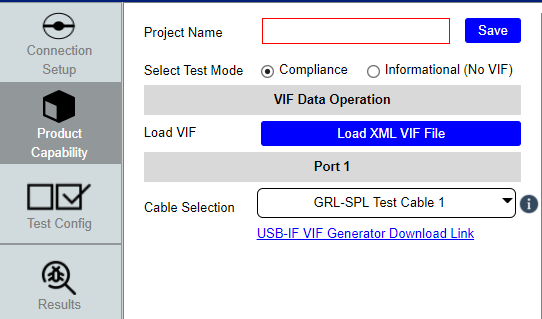 Connection
Setup
Product
Capability
Test Config
Results
Project Name
Save
Select Test Mode Compliance Informational (No VIF)
VIF Data Operation
Load VIF Load XML VIF File
Port 1
Cable Selection GRL-SPL Test Cable 1
USB-IF VIF Generator Download Link